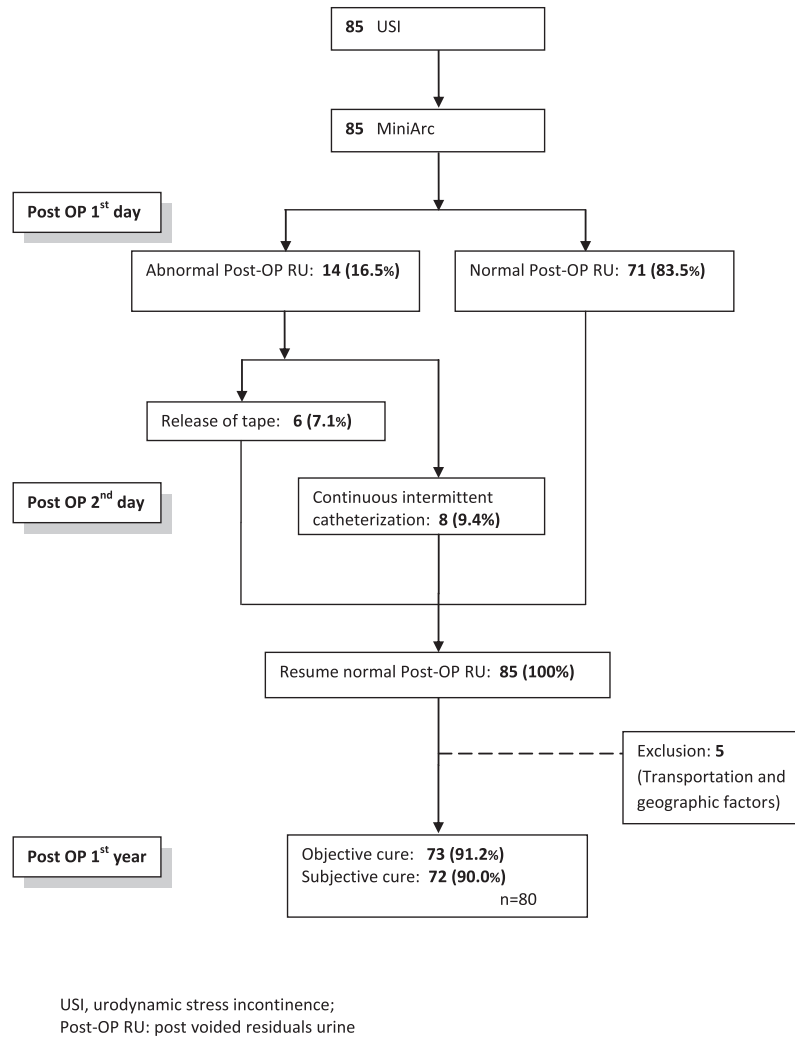 85 USI
85 MiniArc
Post OP 1st day
Abnormal Post-OP RU: 14 (16.5%)
Normal Post-OP RU: 71 (83.5%)
Release of tape: 6 (7.1%)
Post OP 2nd day
Continuous intermittent
catheterization: 8 (9.4%)
Resume normal Post-OP RU: 85 (100%)
Exclusion: 5
(Transportation and
geographic factors)
Post OP 1st year
Objective cure: 73 (91.2%)
Subjective cure: 72 (90.0%)
n=80
USI, urodynamic stress incontinence;
Post-OP RU: post voided residuals urine